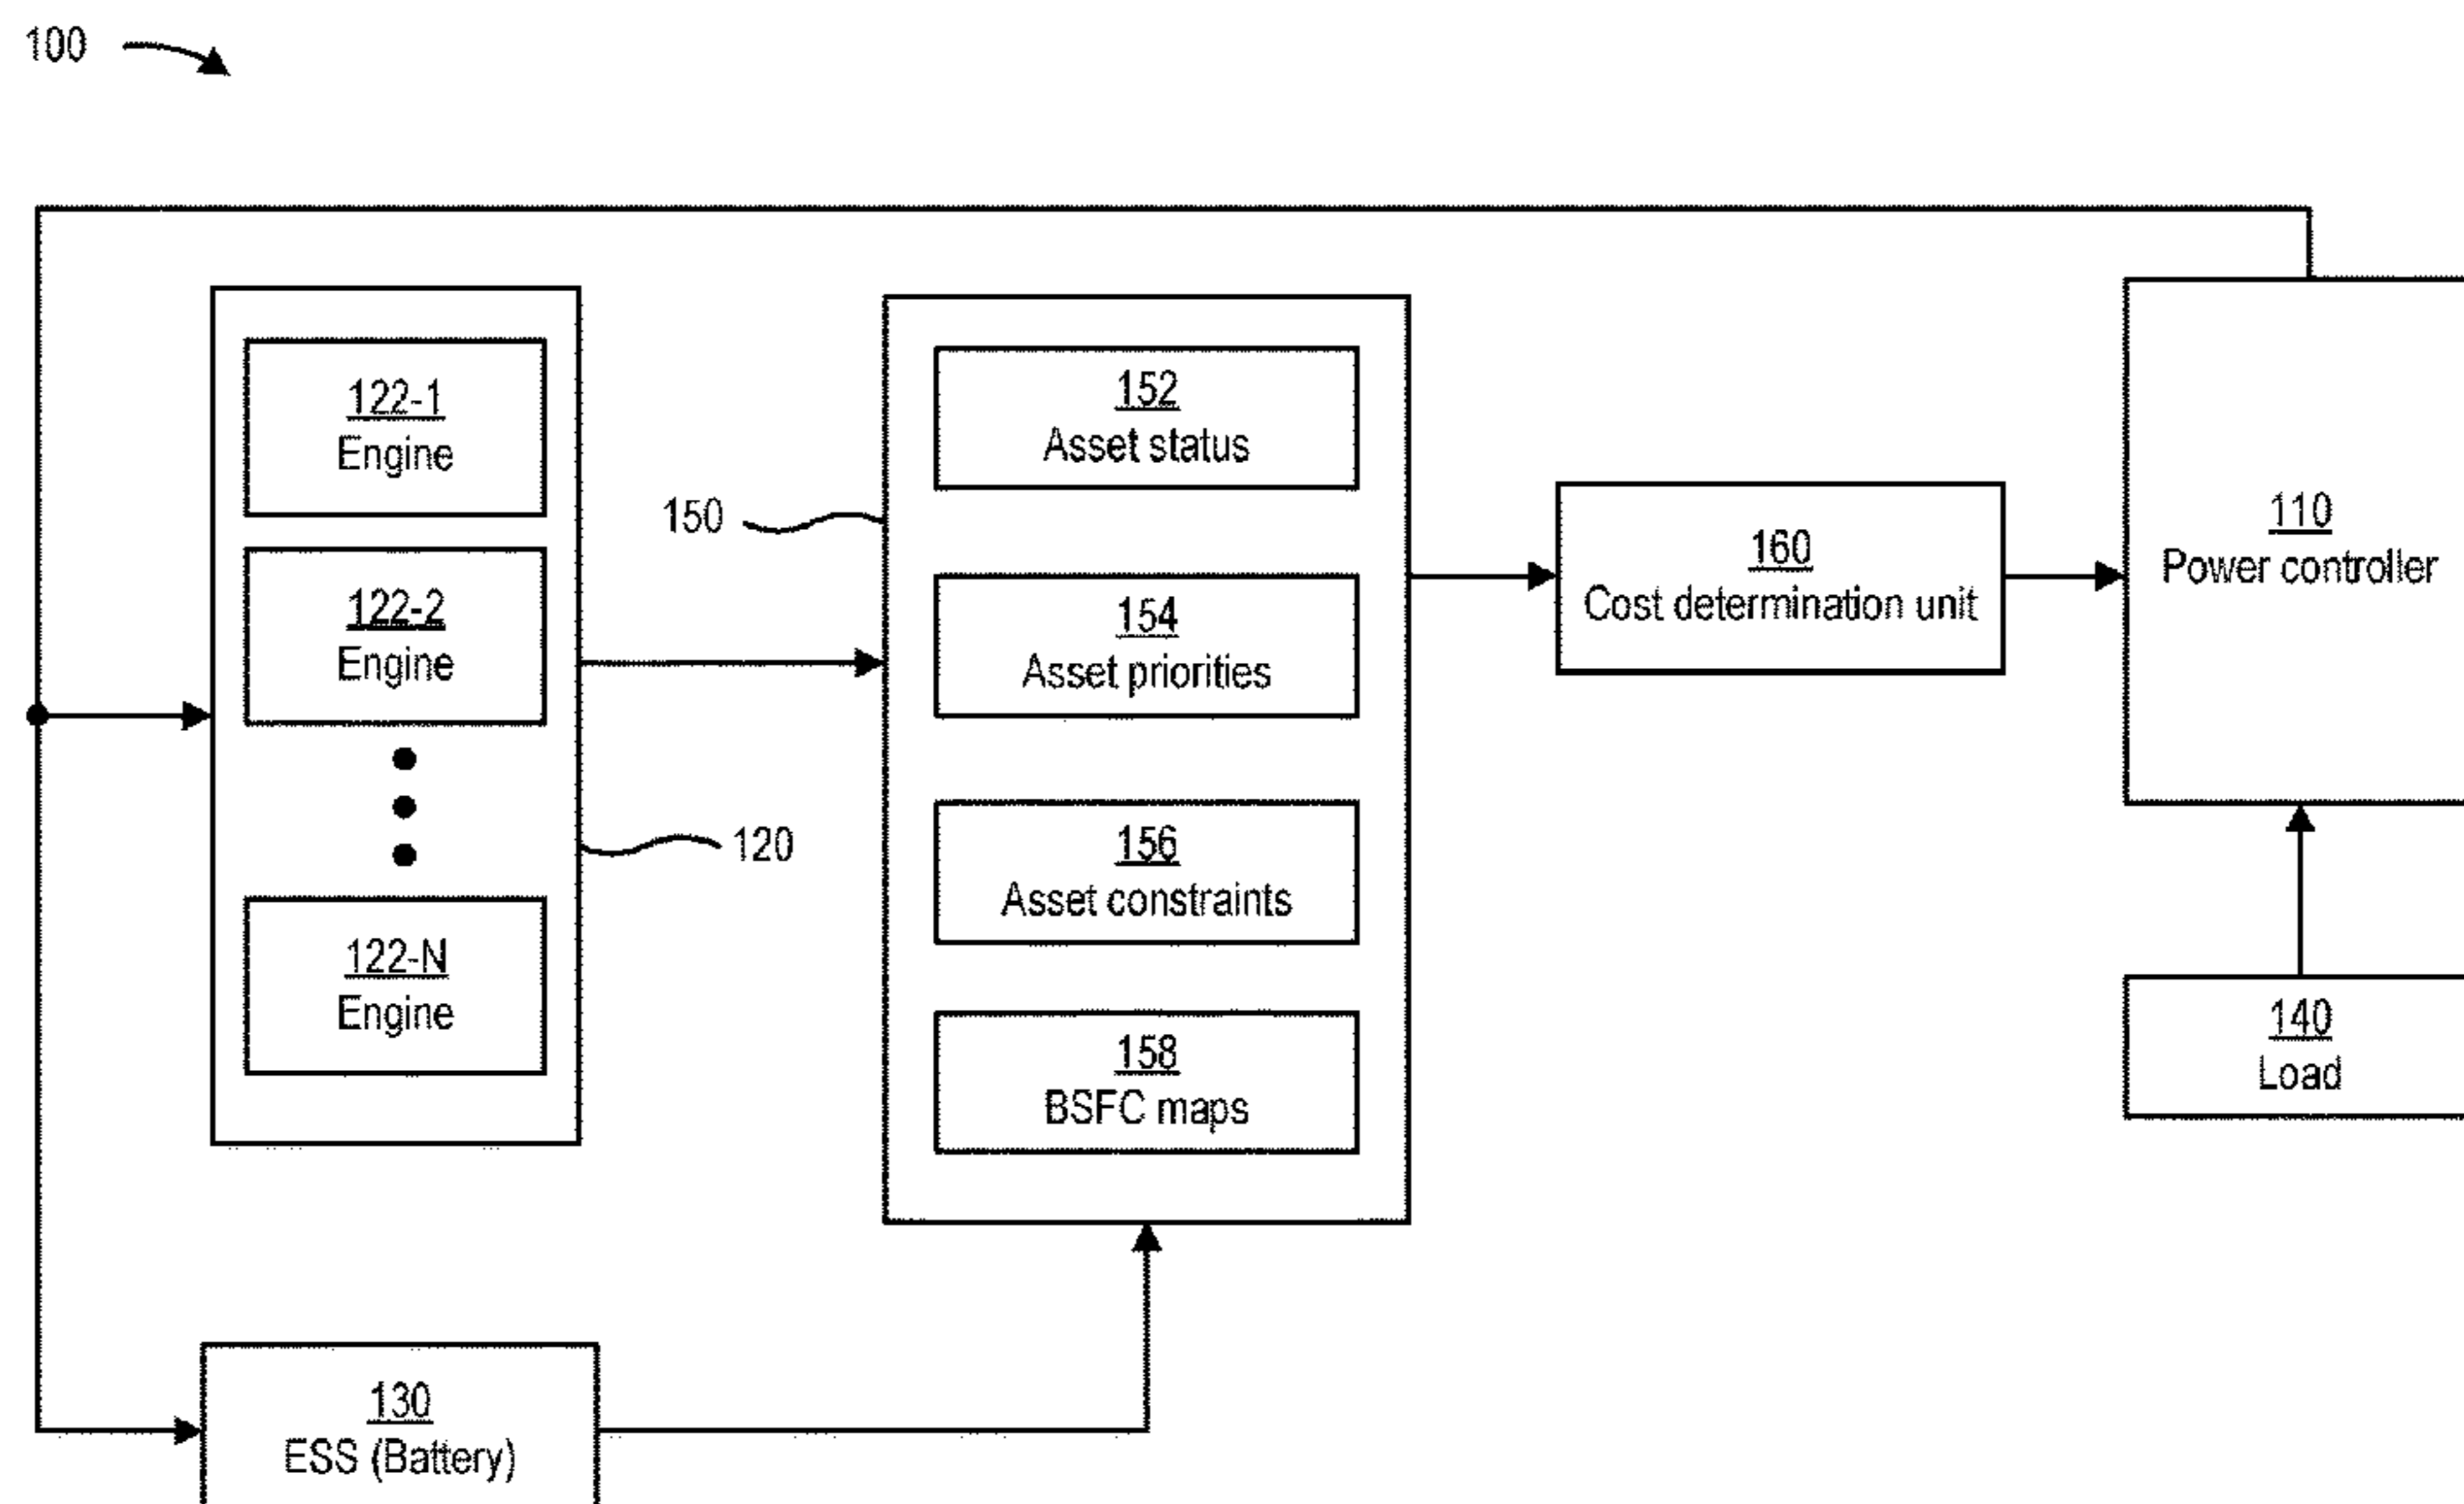 100
122-1
Engine
122-2
Engine
122-N
Engine
120
150
152
Asset status
154
Asset priorities
156
Asset constraints
158
BSFC maps
160
Cost determination unit
110
Power controller
140
Load
130
ESS (Battery)